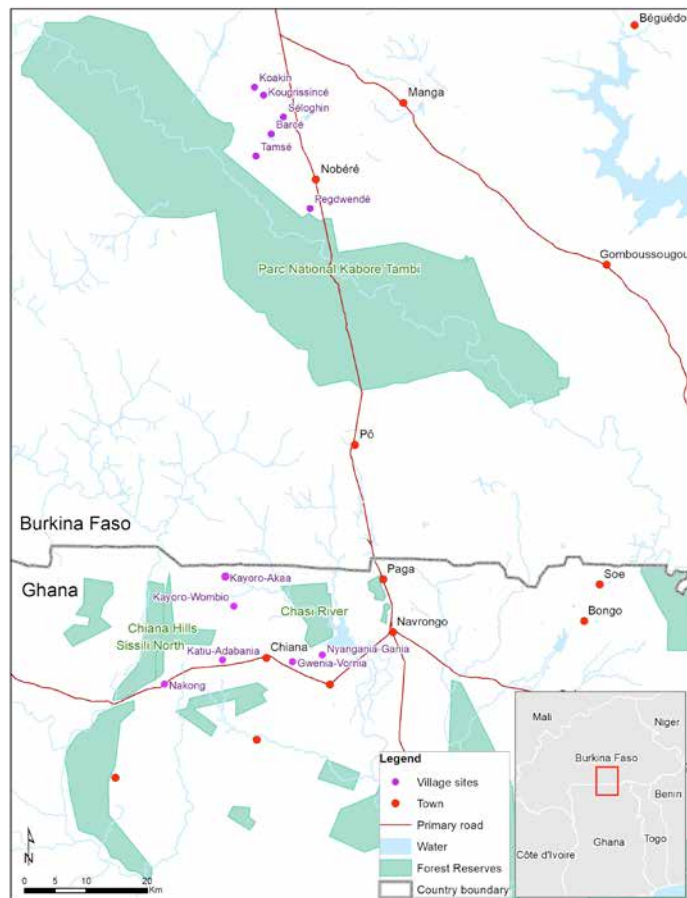 Béguédo
Koakin
Kougrissincé
Manga
Séloghin
Barcé
Tamsé
Nobéré
Pegdwendé
Gomboussougou
Parc National Kabore Tambi
Pô
Burkina Faso
Ghana
Kayoro-Akaa
Paga
Soe
Kayoro-Wombio
Chasi River
Bongo
Chiana Hills
Sissili North
Navrongo
Katiu-Adabania
Chiana
Nyangania-Gania
Gwenia-Vornia
Nakong
Legend
Village sites
Town
Primary road
Water
Forest Reserves
Country boundary
Mali
Niger
Burkina Faso
Benin
Ghana
Togo
Côte d'Ivoire
N
0 5 10 20
Km